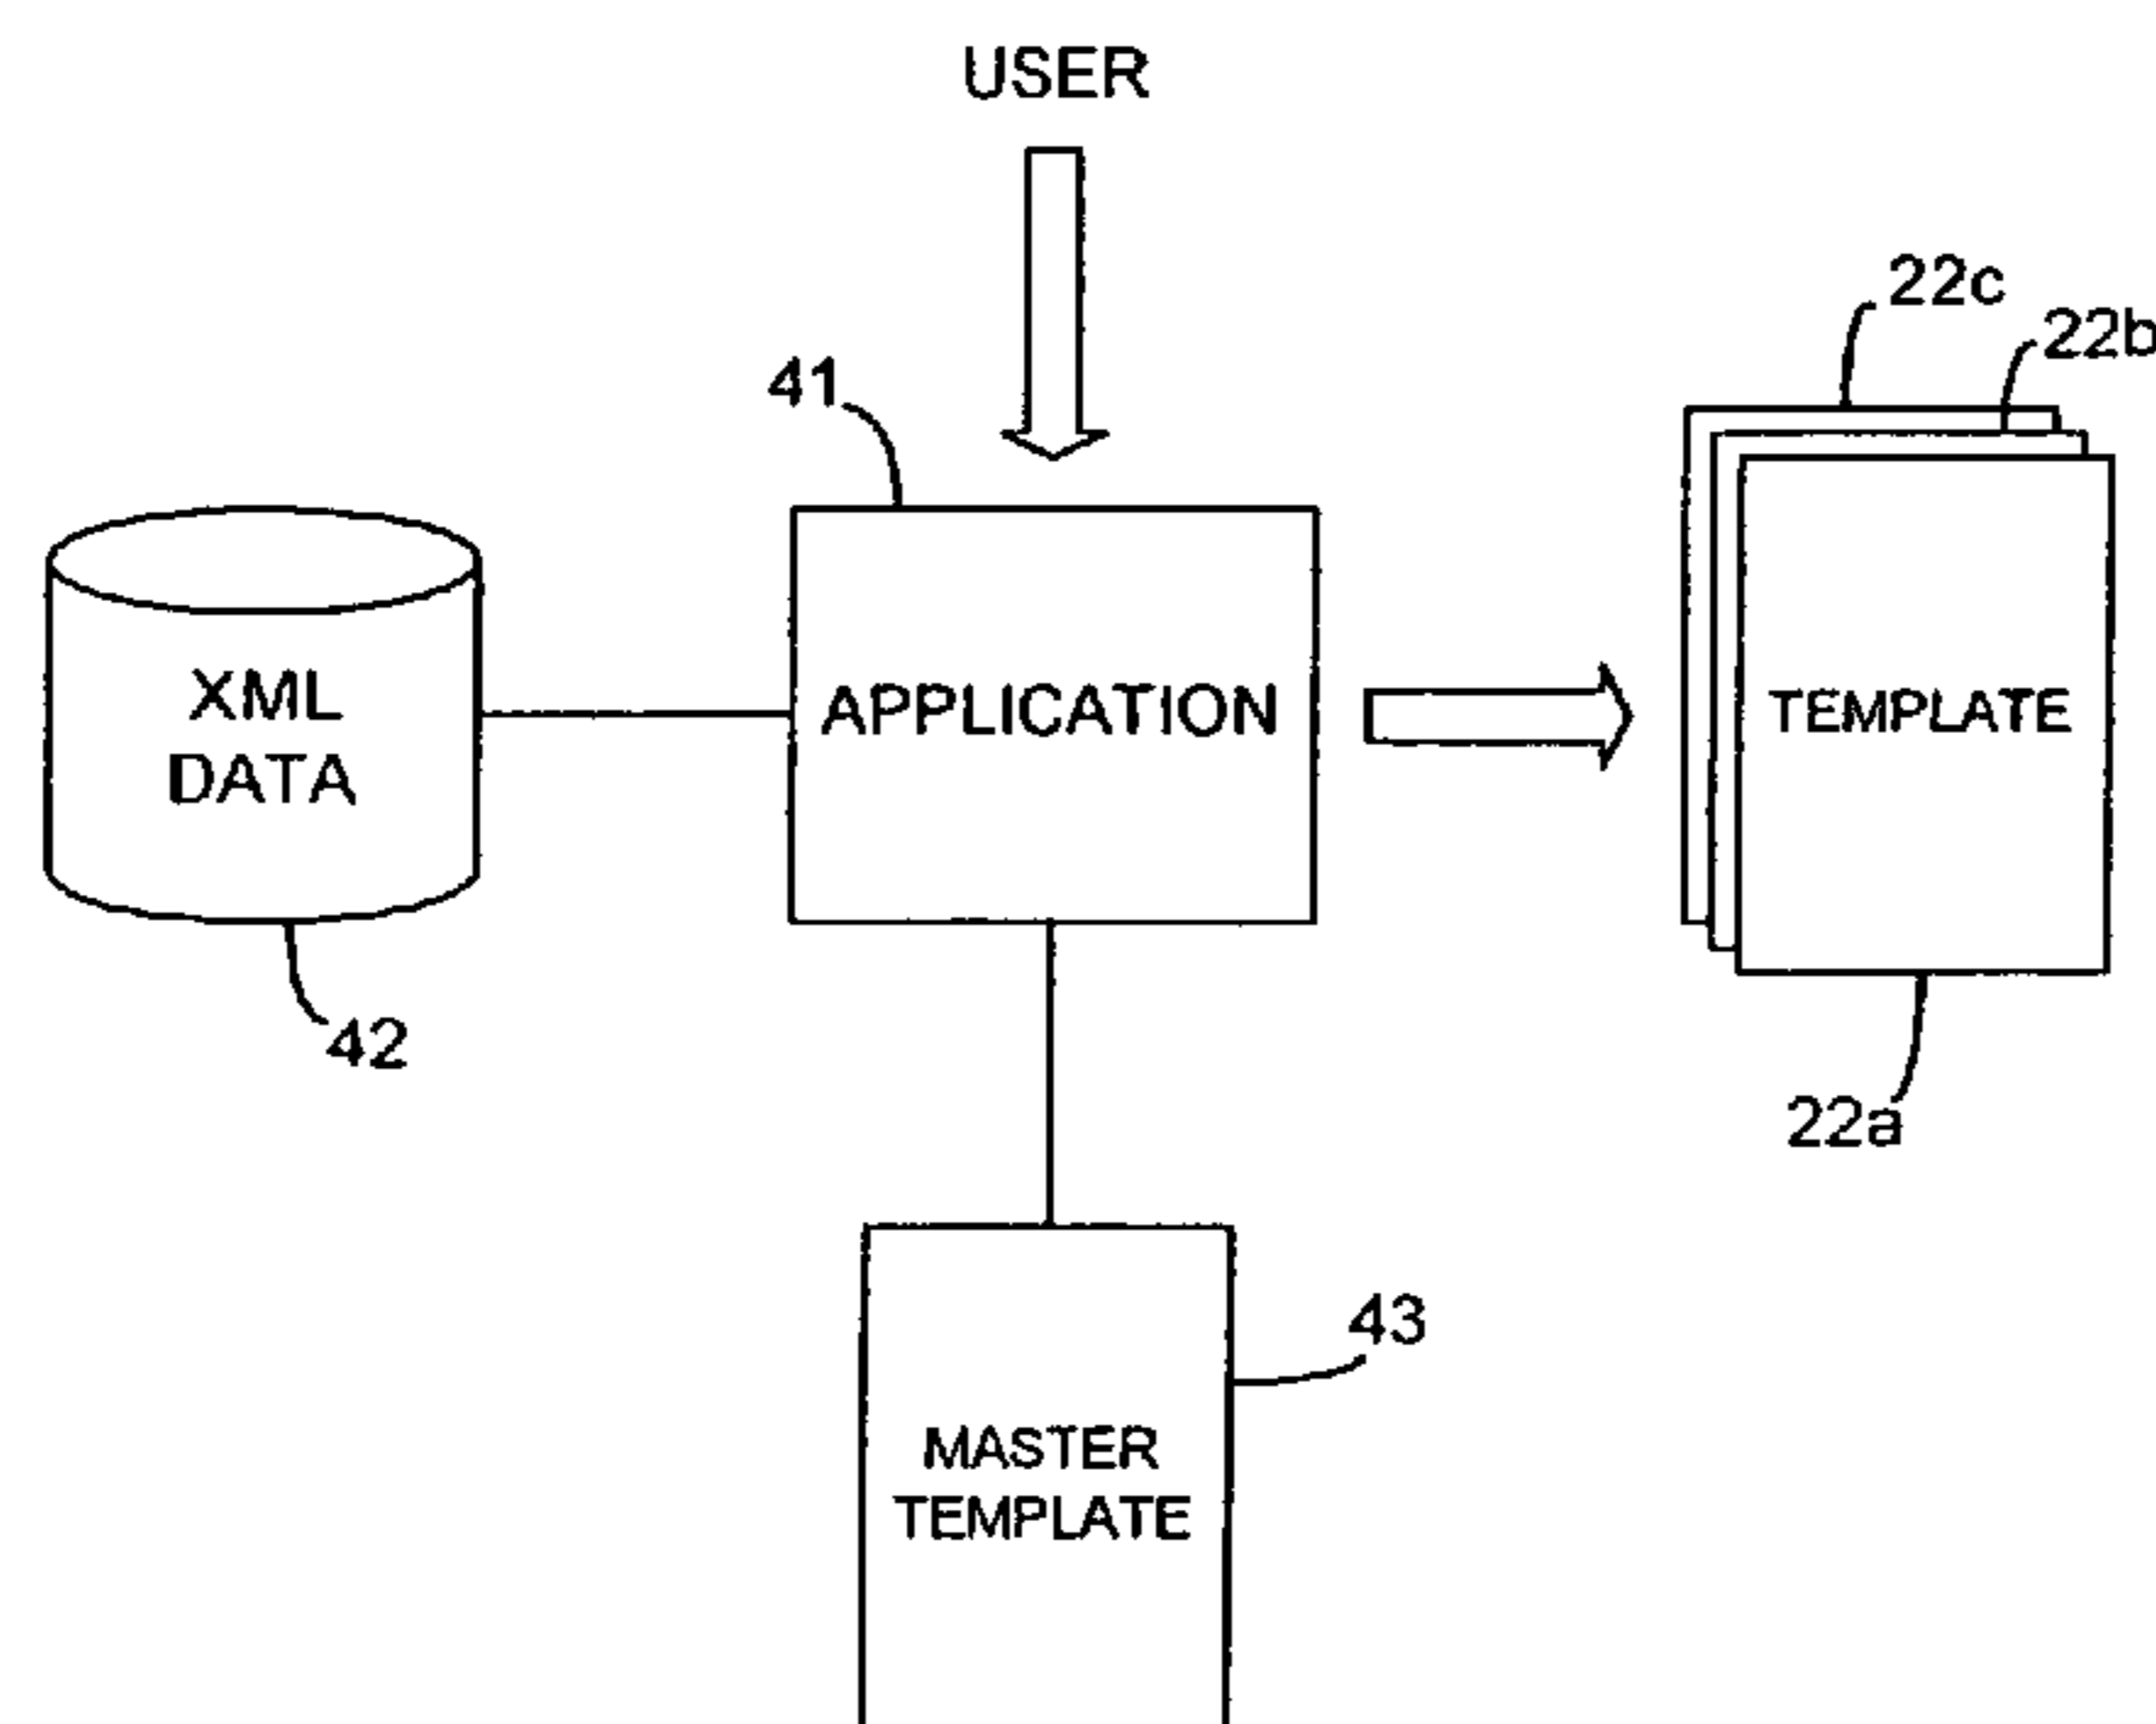 USER
22c
22b
41
XML
DATA
APPLICATION
TEMPLATE
42
22a
43
MASTER
TEMPLATE